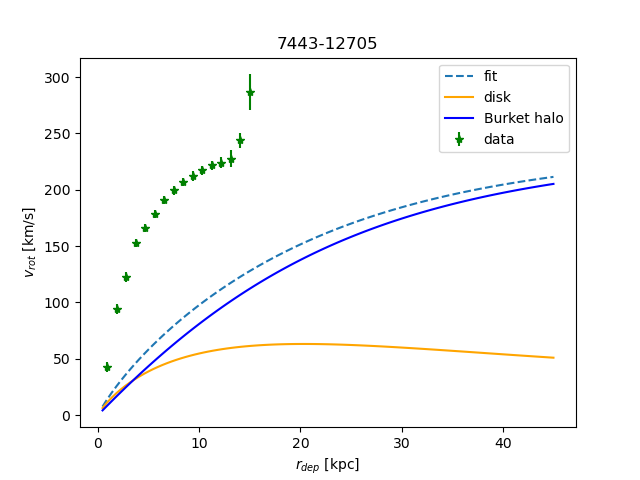 7443-12705
300
250
200
150
100
50
0
v_rot [km/s]
fit
disk
Burket halo
data
0 10 20 30 40
r_dep [kpc]